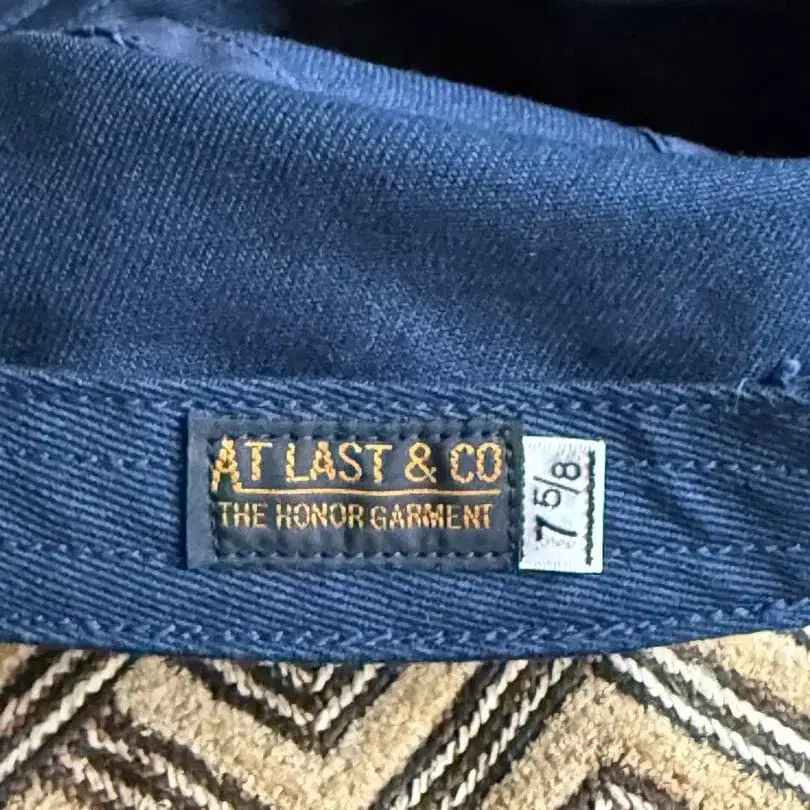 AT LAST & CO
THE HONOR GARMENT
7 5/8